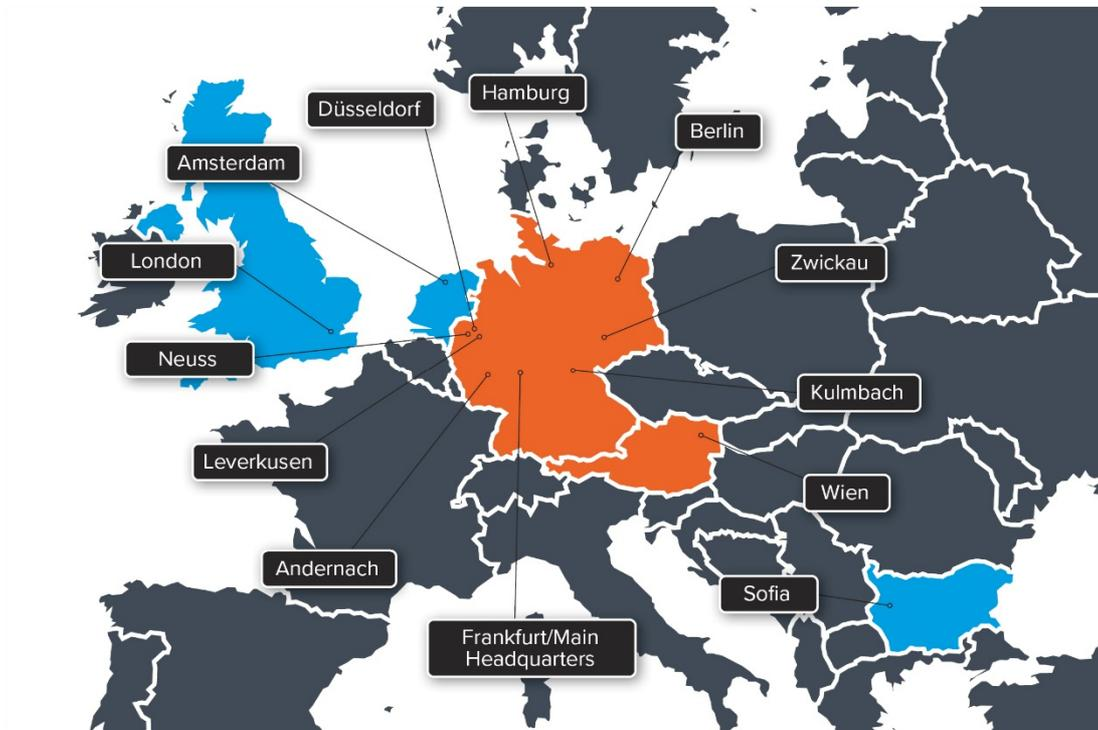 Hamburg
Düsseldorf
Berlin
Amsterdam
London
Zwickau
Neuss
Kulmbach
Leverkusen
Wien
Andernach
Sofia
Frankfurt/Main
Headquarters